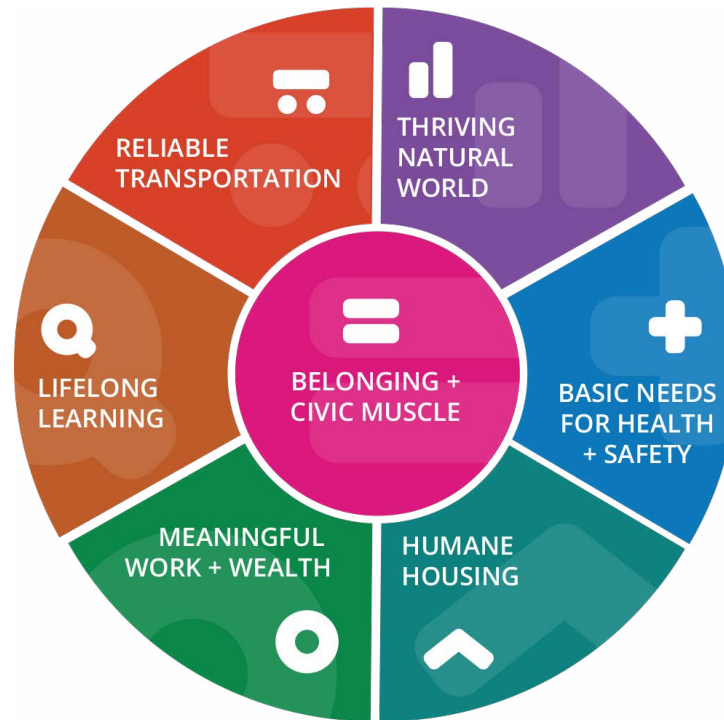 THRIVING
NATURAL
WORLD
BASIC NEEDS
FOR HEALTH
+ SAFETY
HUMANE
HOUSING
MEANINGFUL
WORK + WEALTH
LIFELONG
LEARNING
RELIABLE
TRANSPORTATION
BELONGING +
CIVIC MUSCLE